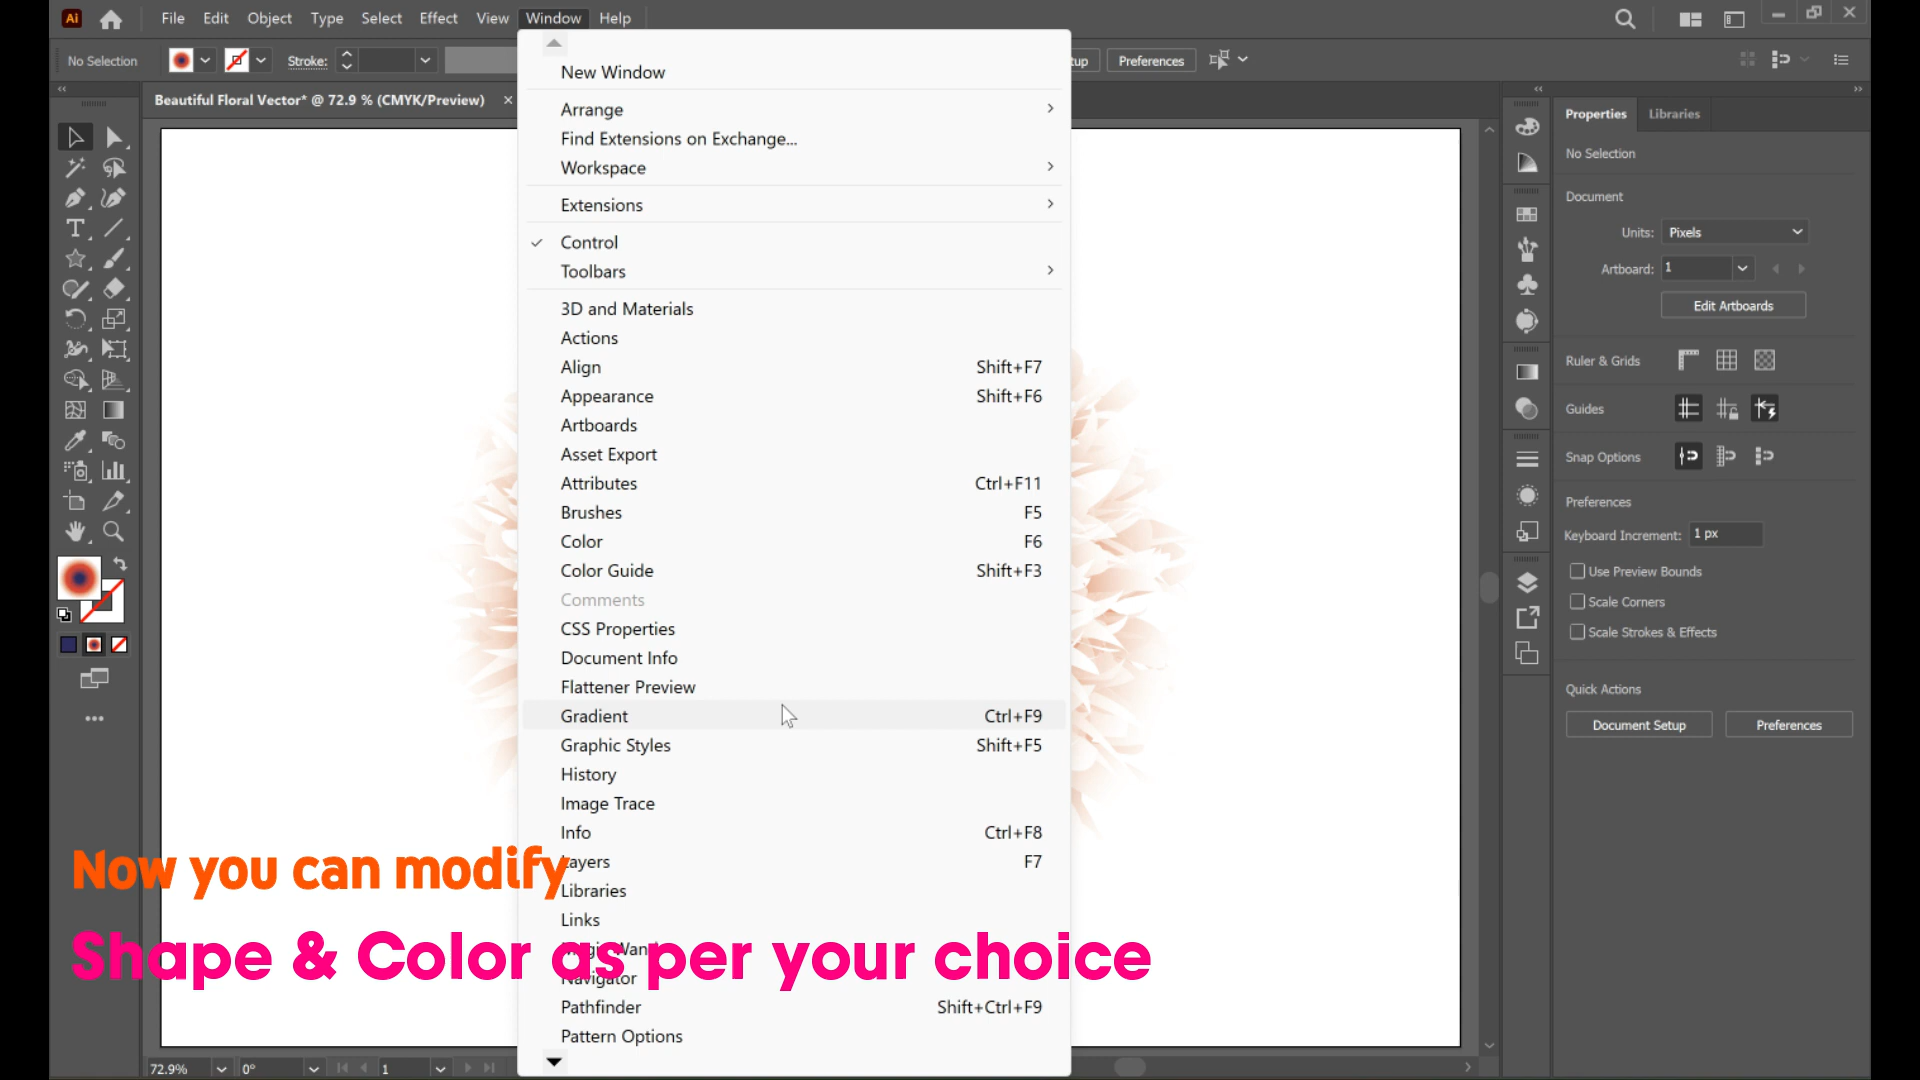 Ai File Edit Object Type Select Effect View Window Help
No Selection Stroke: Preferences
Beautiful Floral Vector* @ 72.9 % (CMYK/Preview) ×
New Window
Arrange
Find Extensions on Exchange...
Workspace
Extensions
Control
Toolbars
3D and Materials
Actions
Align Shift+F7
Appearance Shift+F6
Artboards
Asset Export
Attributes Ctrl+F11
Brushes F5
Color F6
Color Guide Shift+F3
Comments
CSS Properties
Document Info
Flattener Preview
Gradient Ctrl+F9
Graphic Styles Shift+F5
History
Image Trace
Info Ctrl+F8
Layers F7
Libraries
Links
Navigator
Pathfinder Shift+Ctrl+F9
Pattern Options
Now you can modify
Shape & Color as per your choice
72.9% 0° 1
Properties Libraries
No Selection
Document
Units: Pixels
Artboard: 1
Edit Artboards
Ruler & Grids
Guides
Snap Options
Preferences
Keyboard Increment: 1 px
Use Preview Bounds
Scale Corners
Scale Strokes & Effects
Quick Actions
Document Setup Preferences